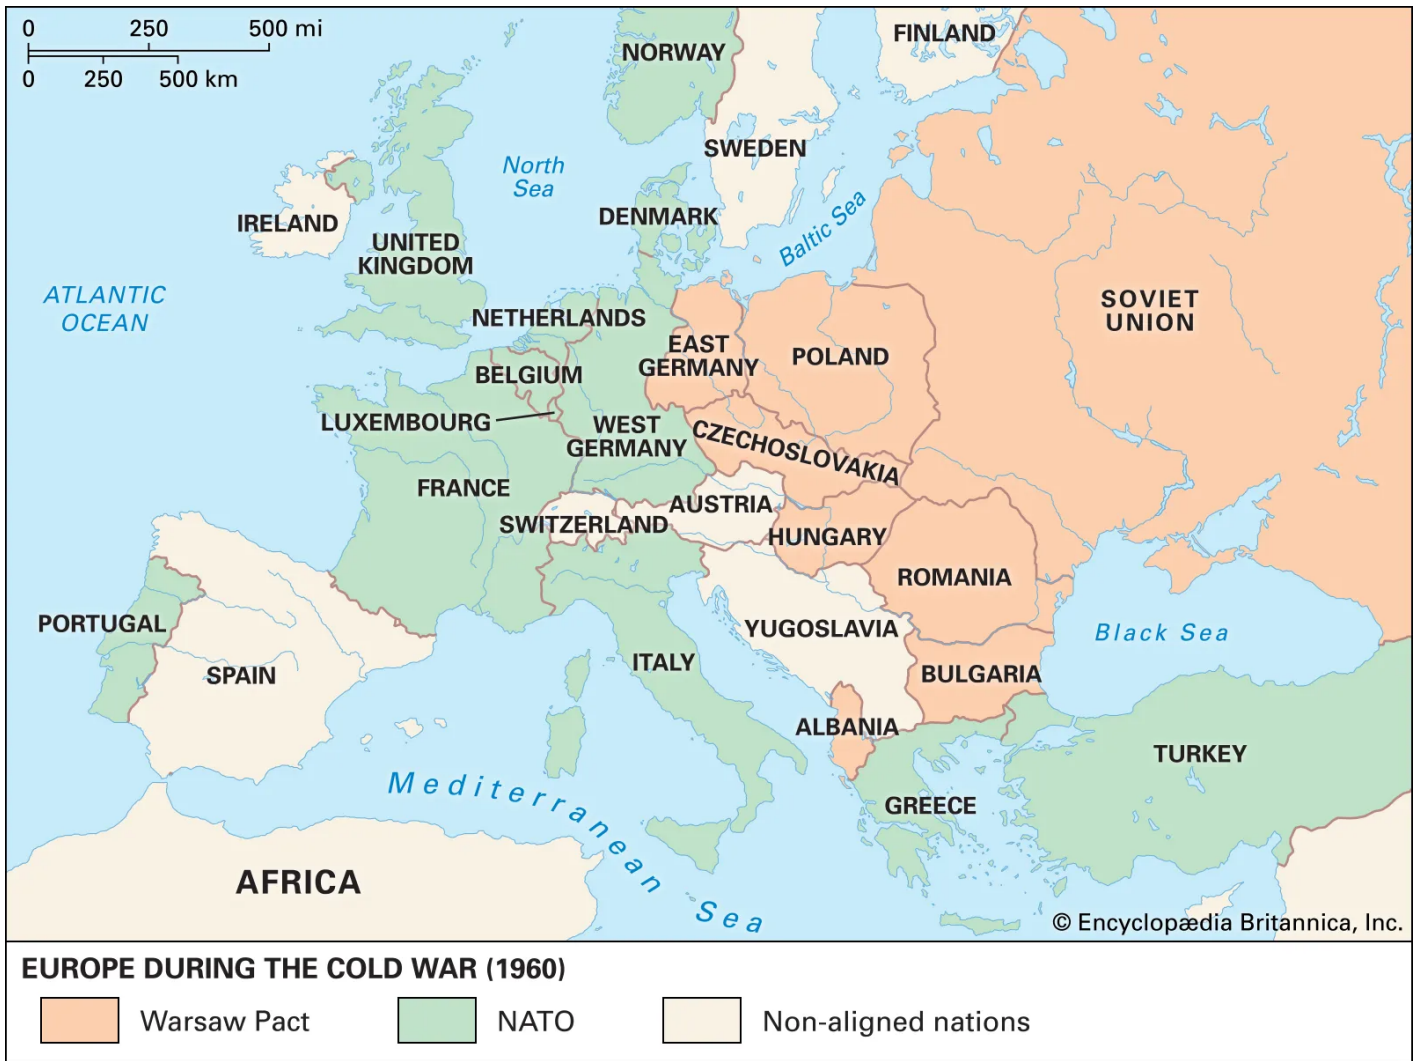 0 250 500 mi
0 250 500 km
NORWAY
FINLAND
SWEDEN
North
Sea
DENMARK
Baltic Sea
IRELAND
UNITED
KINGDOM
ATLANTIC
OCEAN
NETHERLANDS
SOVIET
UNION
EAST
GERMANY
POLAND
BELGIUM
LUXEMBOURG
WEST
GERMANY
CZECHOSLOVAKIA
FRANCE
AUSTRIA
SWITZERLAND
HUNGARY
ROMANIA
PORTUGAL
YUGOSLAVIA
Black Sea
SPAIN
ITALY
BULGARIA
ALBANIA
TURKEY
Mediterranean Sea
GREECE
AFRICA
© Encyclopædia Britannica, Inc.
EUROPE DURING THE COLD WAR (1960)
Warsaw Pact
NATO
Non-aligned nations